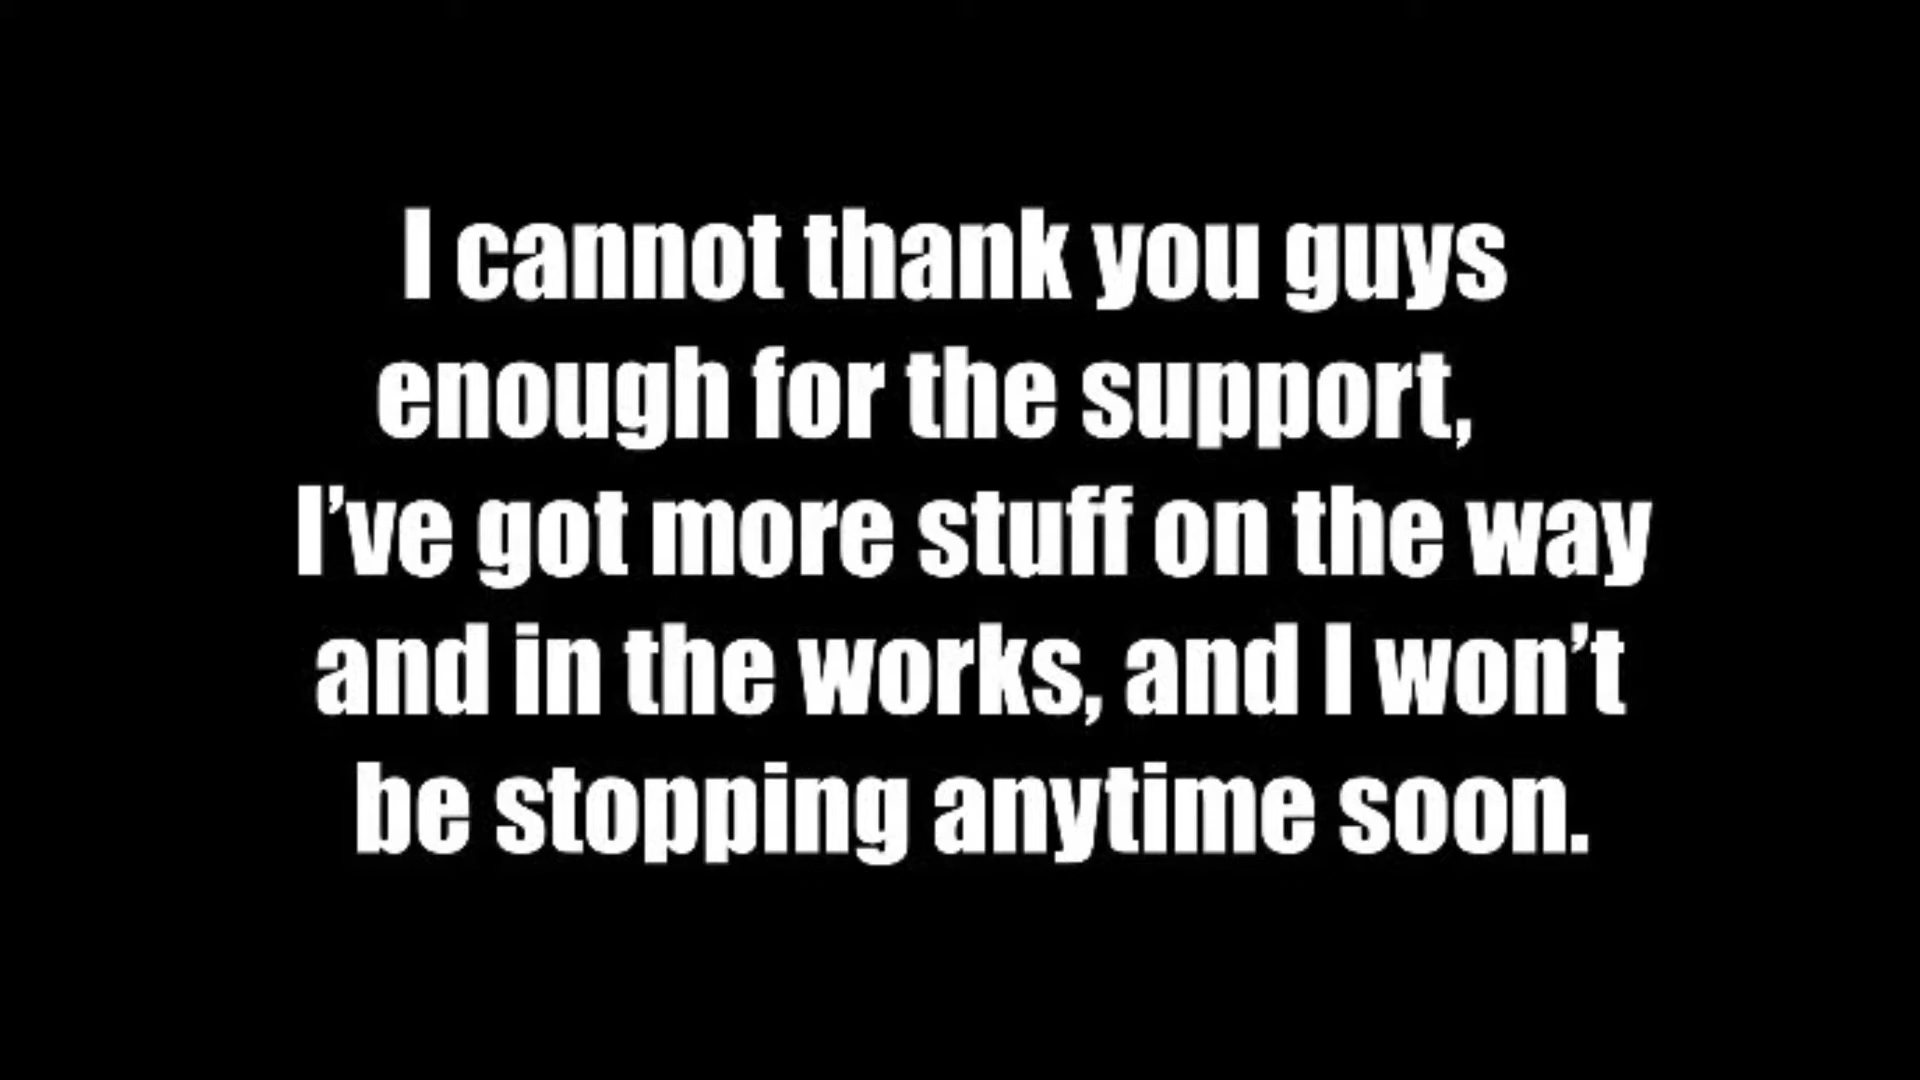 I cannot thank you guys
enough for the support,
I’ve got more stuff on the way
and in the works, and I won’t
be stopping anytime soon.